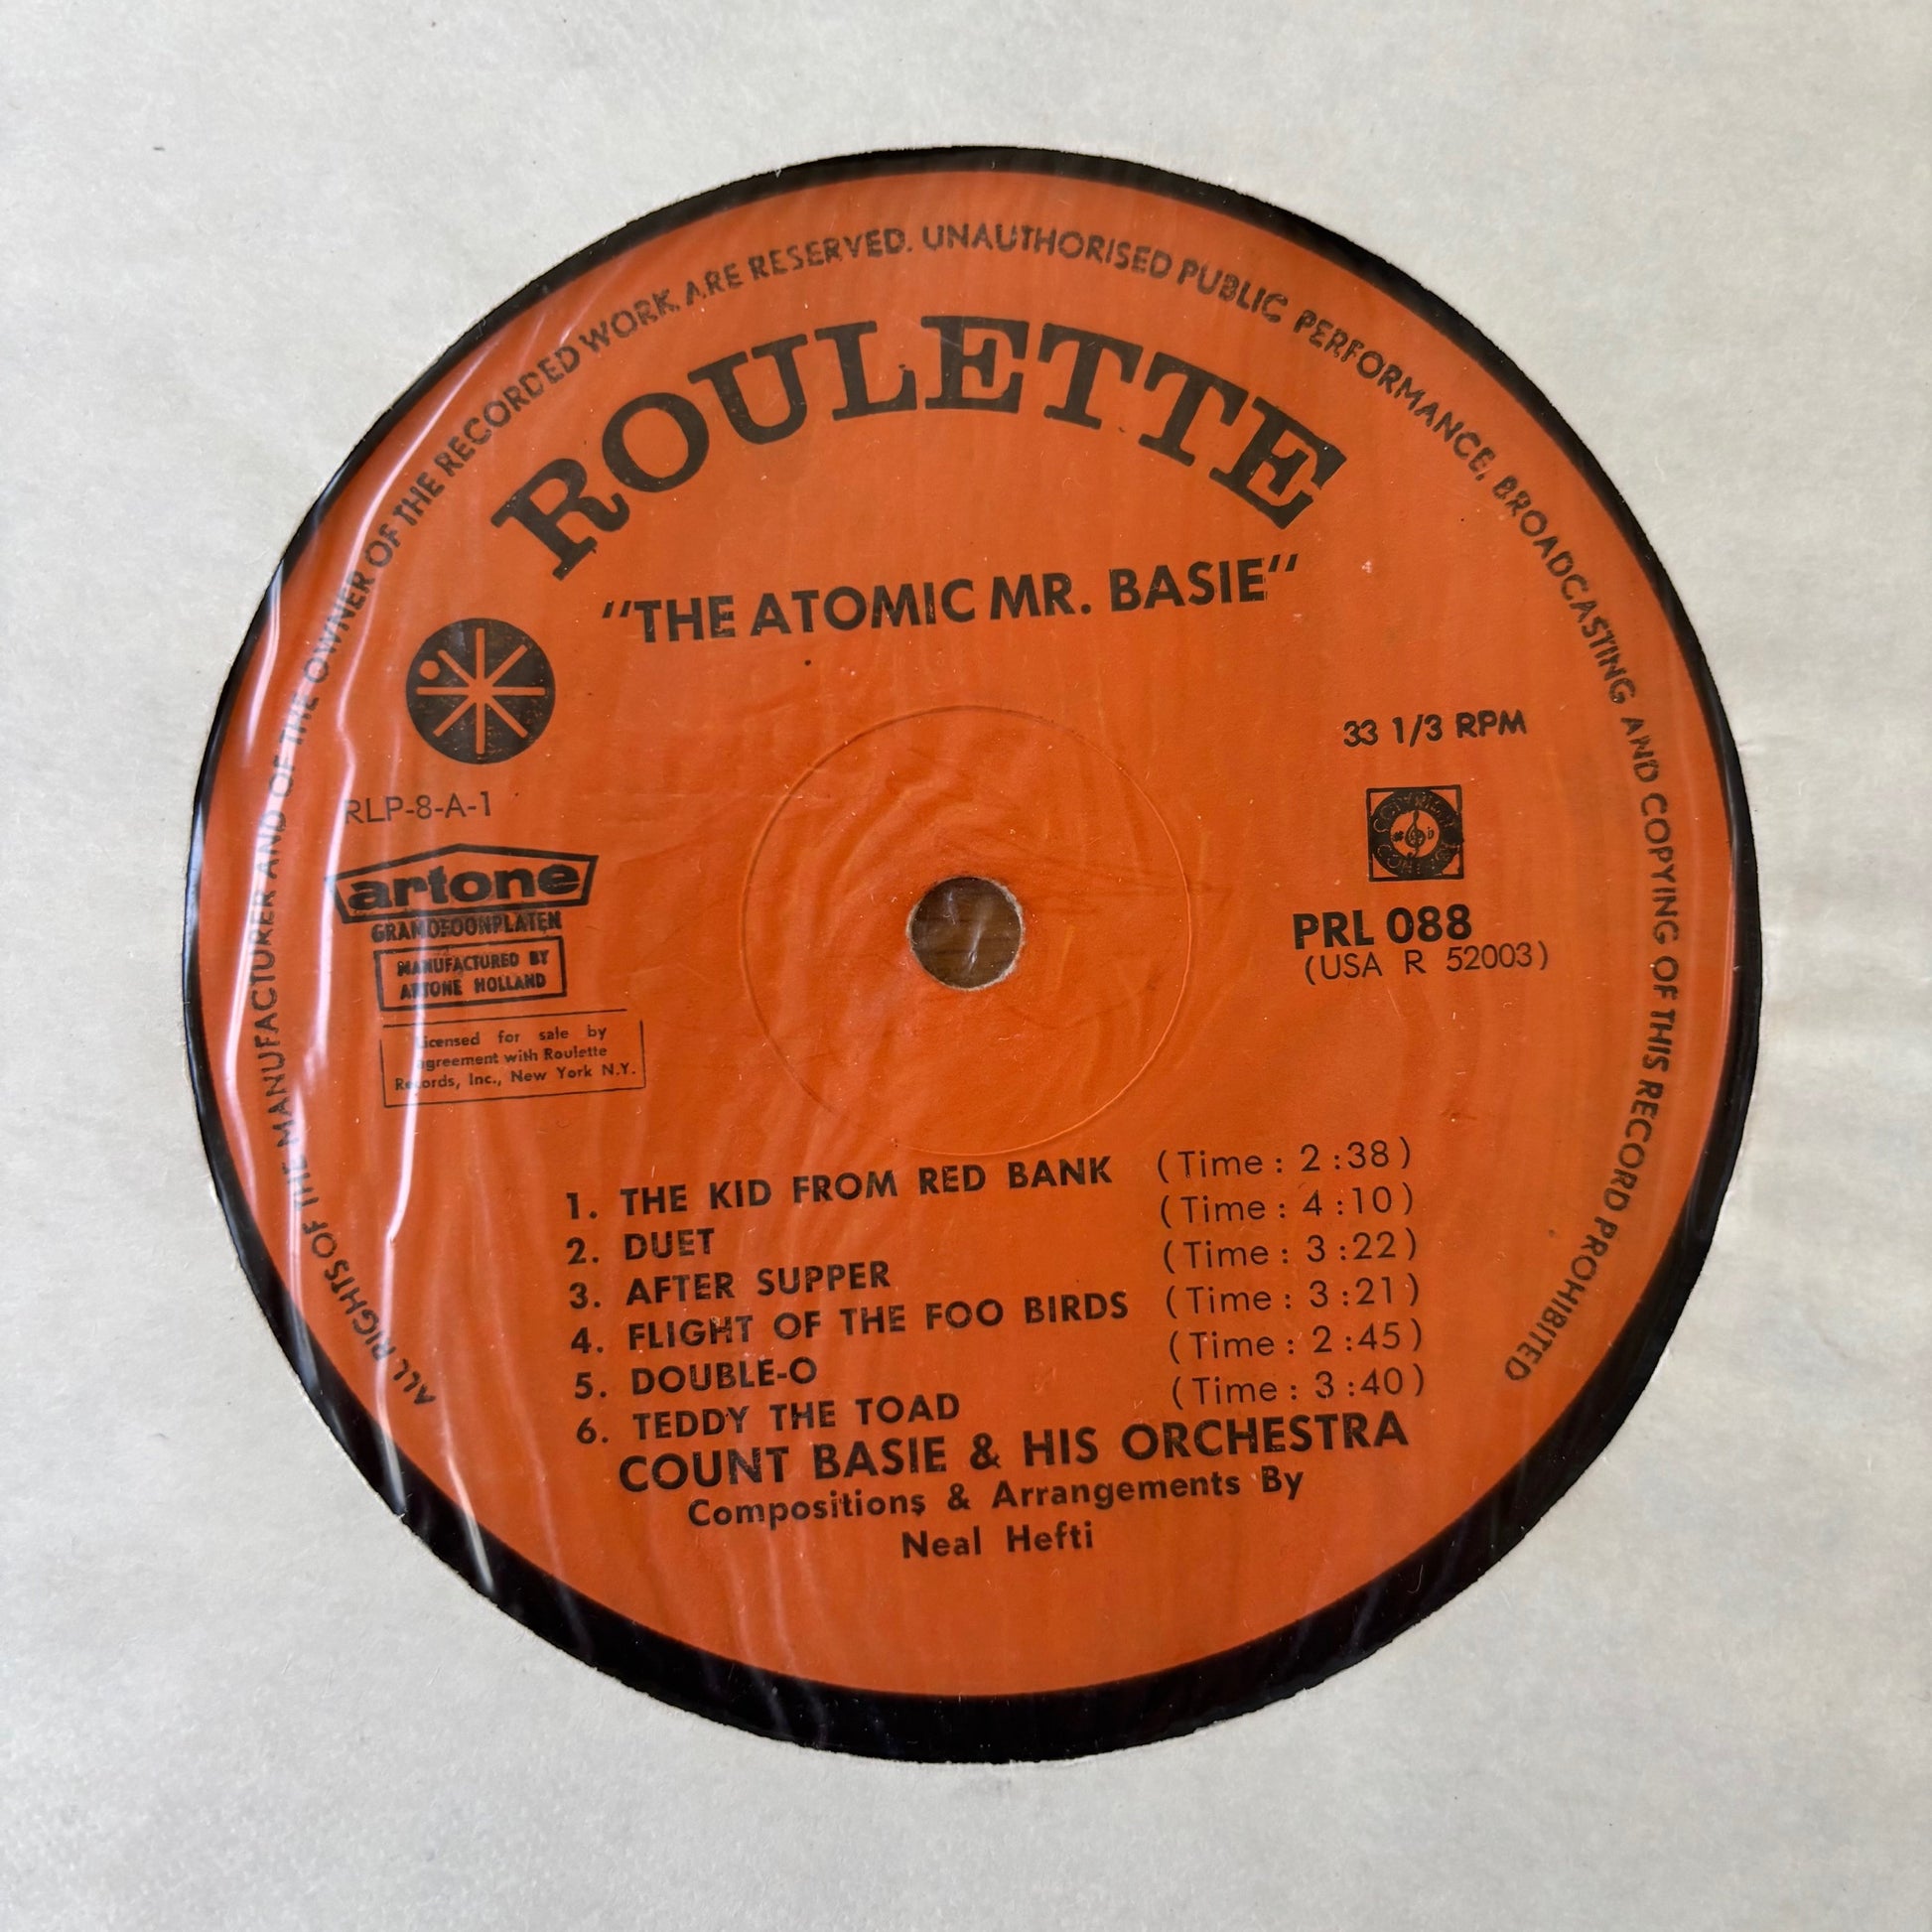 ALL RIGHTS OF THE MANUFACTURER AND OF THE OWNER OF THE RECORDED WORK ARE RESERVED. UNAUTHORISED PUBLIC PERFORMANCE, BROADCASTING AND COPYING OF THIS RECORD PROHIBITED
ROULETTE
"THE ATOMIC MR. BASIE"
33 1/3 RPM
RLP-8-A-1
artone
GRAMOFOONPLATEN
MANUFACTURED BY
ARTONE HOLLAND
Licensed for sale by
agreement with Roulette
Records, Inc., New York N.Y.
COPYRIGHT
PRL 088
(USA R 52003)
1. THE KID FROM RED BANK (Time: 2:38)
2. DUET (Time: 4:10)
3. AFTER SUPPER (Time: 3:22)
4. FLIGHT OF THE FOO BIRDS (Time: 3:21)
5. DOUBLE-O (Time: 2:45)
6. TEDDY THE TOAD (Time: 3:40)
COUNT BASIE & HIS ORCHESTRA
Compositions & Arrangements By
Neal Hefti